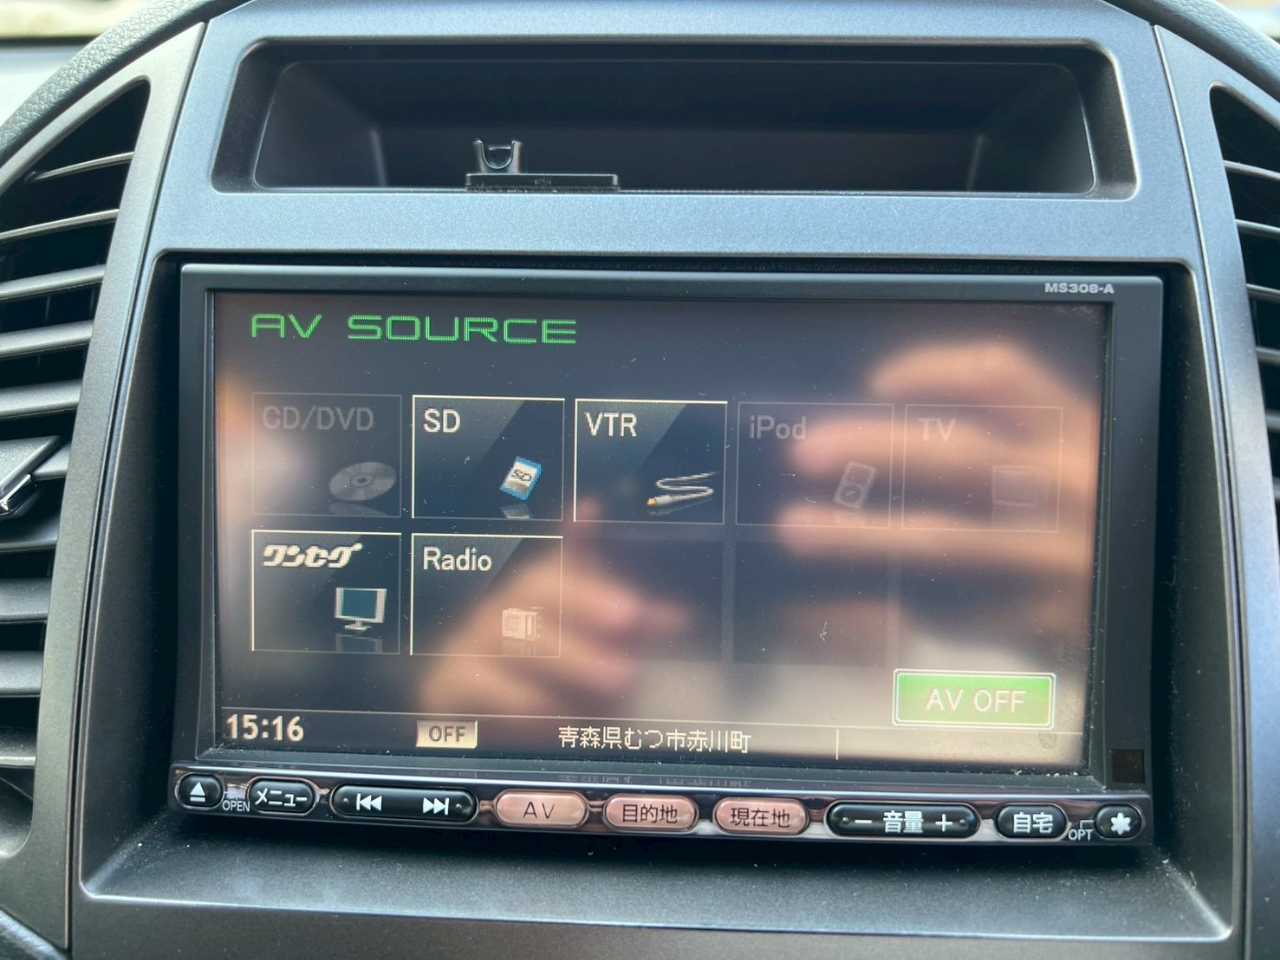 MS308-A
AV SOURCE
CD/DVD
SD
VTR
iPod
TV
SD
ワンセグ
Radio
AV OFF
15:16
OFF
青森県むつ市赤川町
OPEN
メニュー
AV
目的地
現在地
音量
自宅
OPT